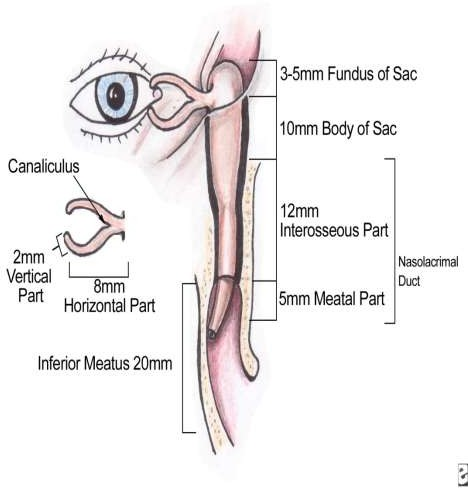 3-5mm Fundus of Sac
10mm Body of Sac
Canaliculus
12mm
Interosseous Part
2mm
Vertical
Part
8mm
Horizontal Part
Nasolacrimal
Duct
5mm Meatal Part
Inferior Meatus 20mm